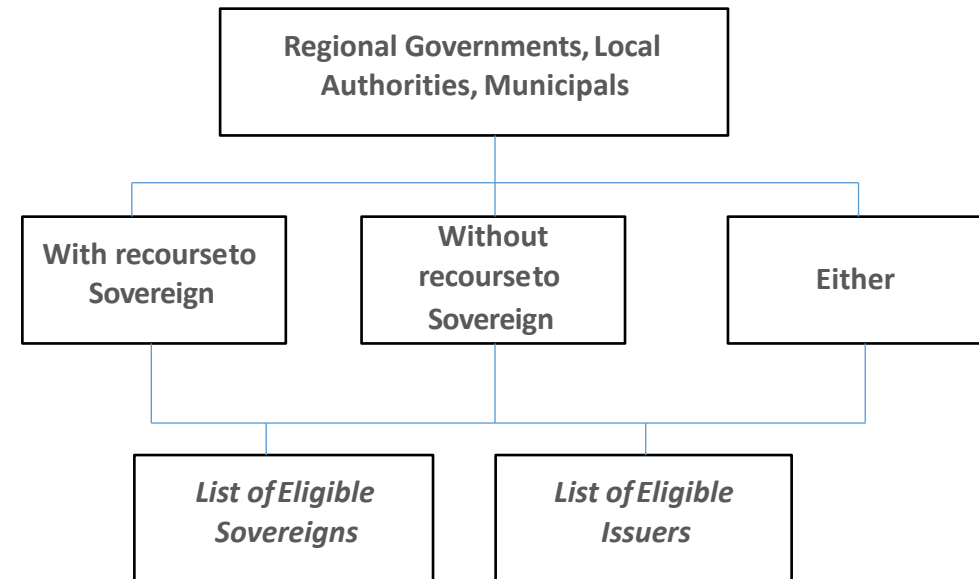 Regional Governments, Local
Authorities, Municipals
With recourseto
Sovereign
Without
recourseto
Sovereign
Either
List of Eligible
Sovereigns
List of Eligible
Issuers